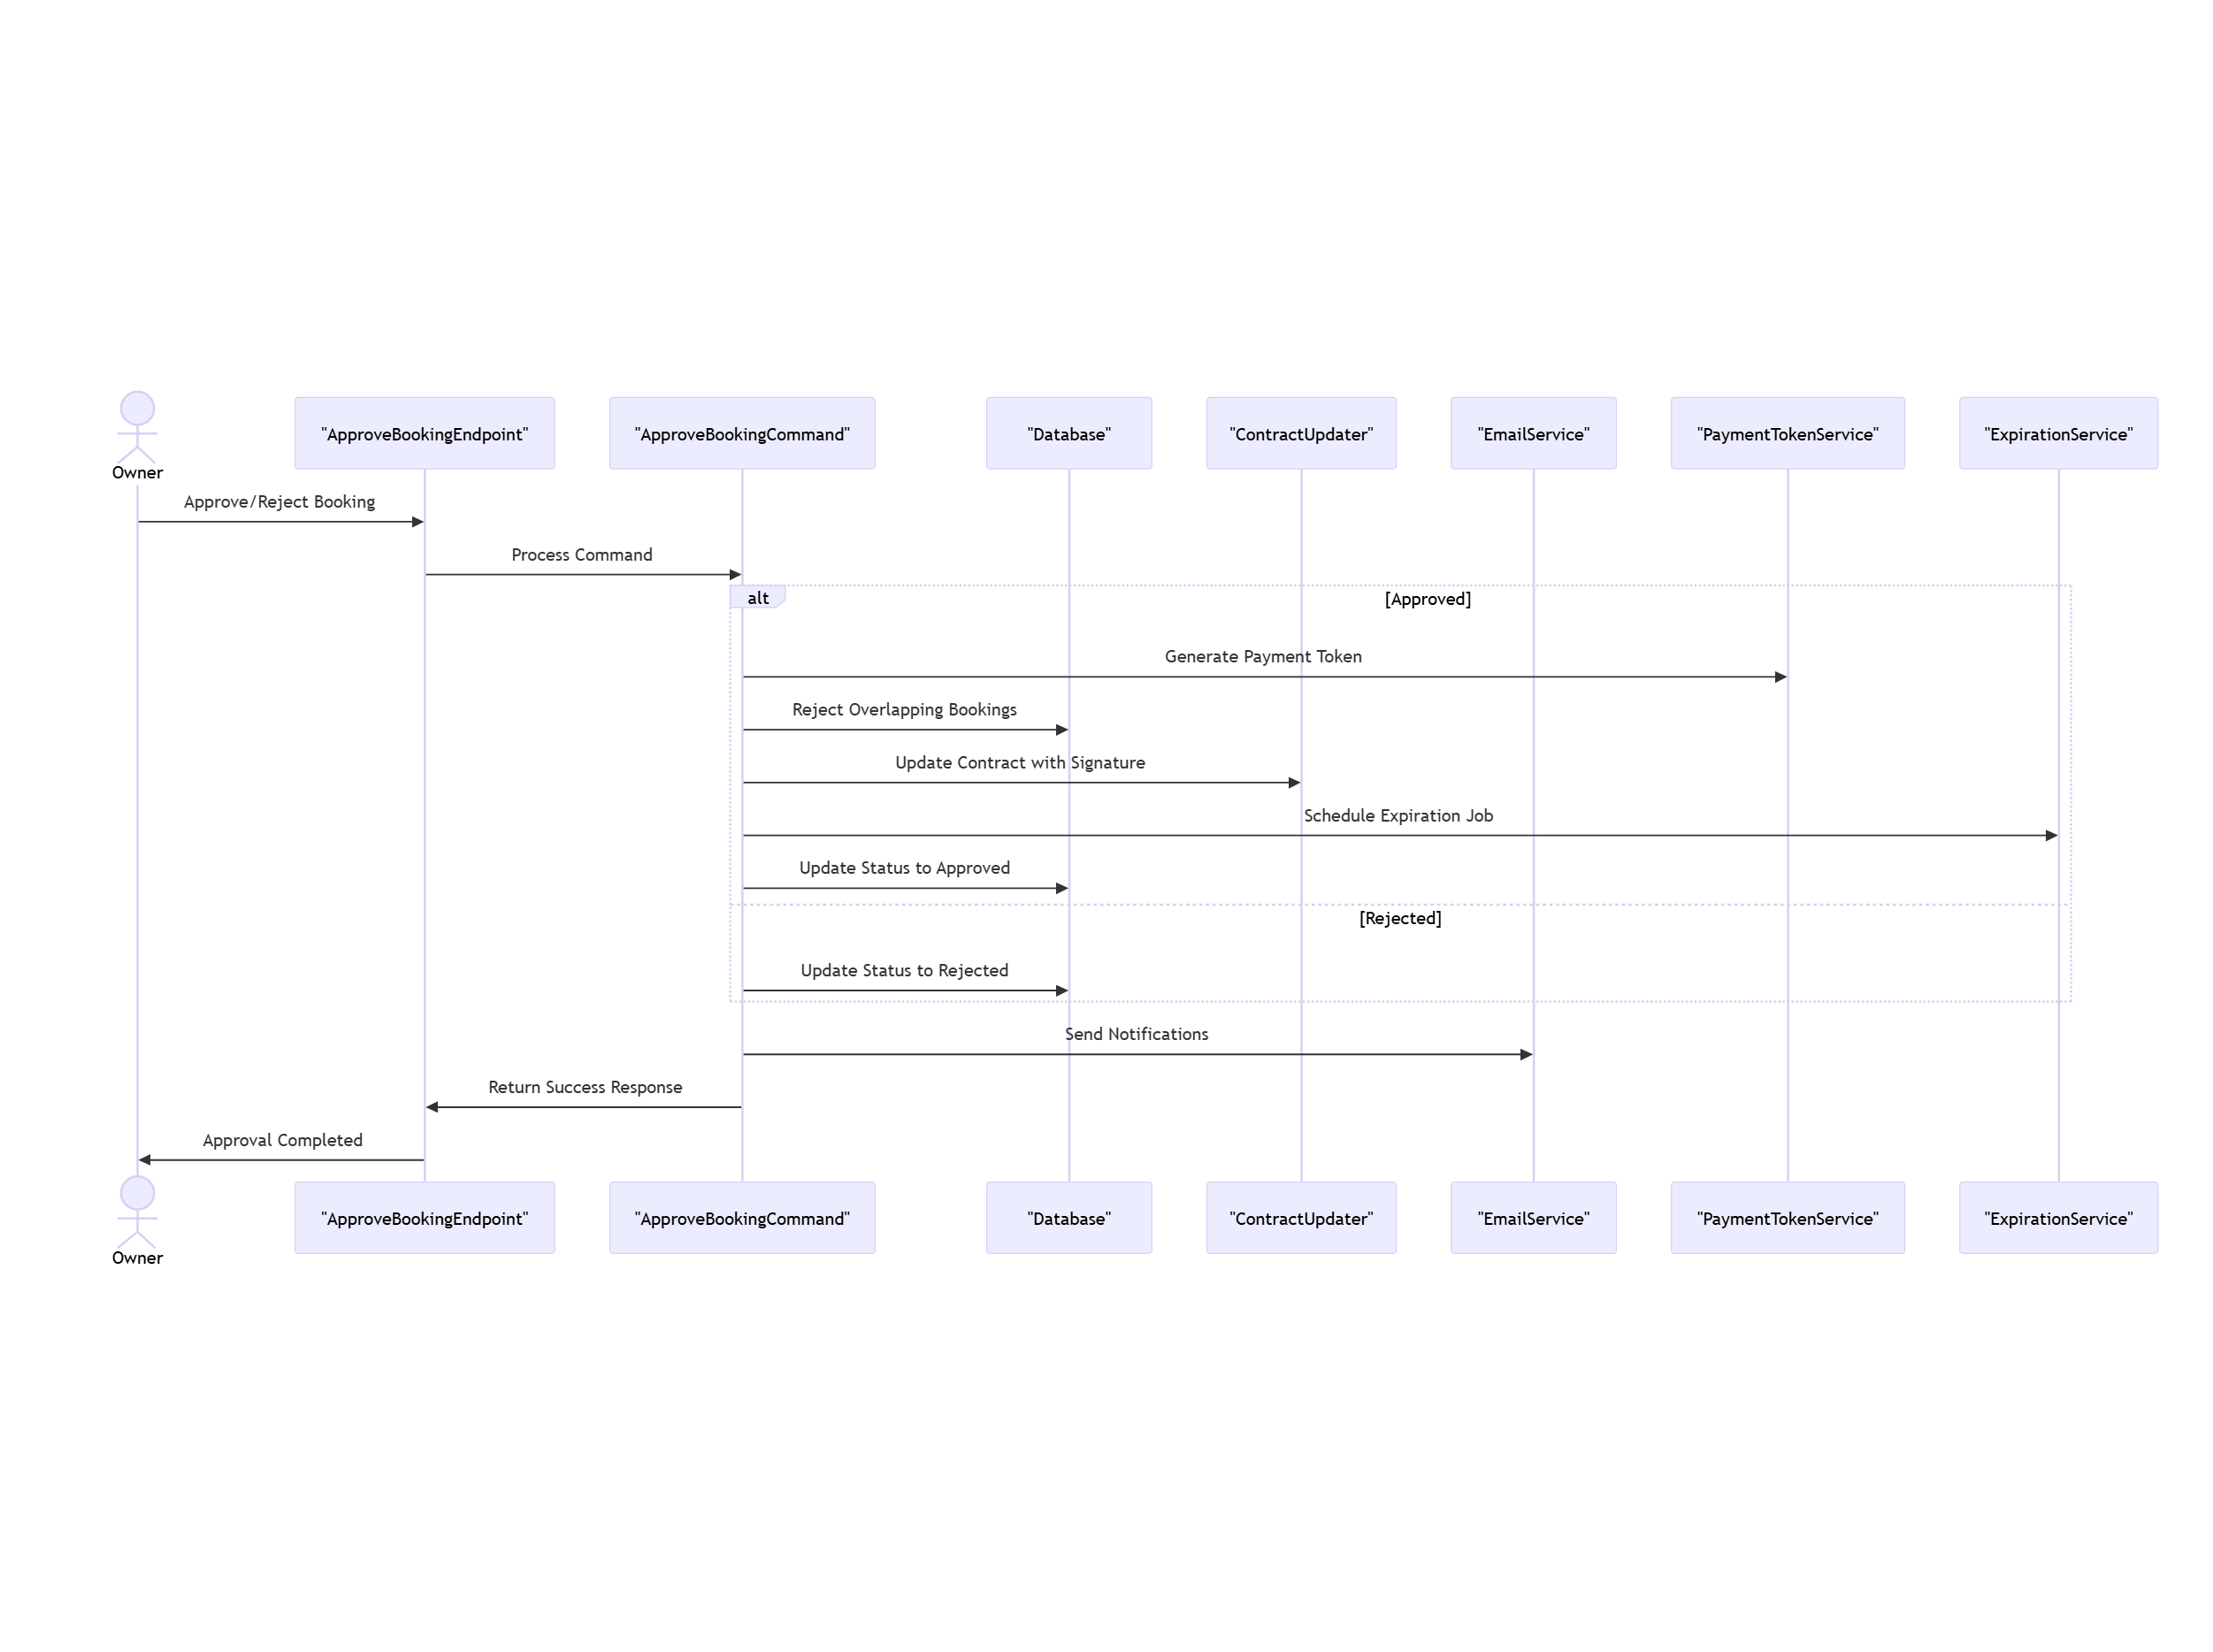 Owner
"ApproveBookingEndpoint"
"ApproveBookingCommand"
"Database"
"ContractUpdater"
"EmailService"
"PaymentTokenService"
"ExpirationService"
Approve/Reject Booking
Process Command
alt
[Approved]
Generate Payment Token
Reject Overlapping Bookings
Update Contract with Signature
Schedule Expiration Job
Update Status to Approved
[Rejected]
Update Status to Rejected
Send Notifications
Return Success Response
Approval Completed
Owner
"ApproveBookingEndpoint"
"ApproveBookingCommand"
"Database"
"ContractUpdater"
"EmailService"
"PaymentTokenService"
"ExpirationService"